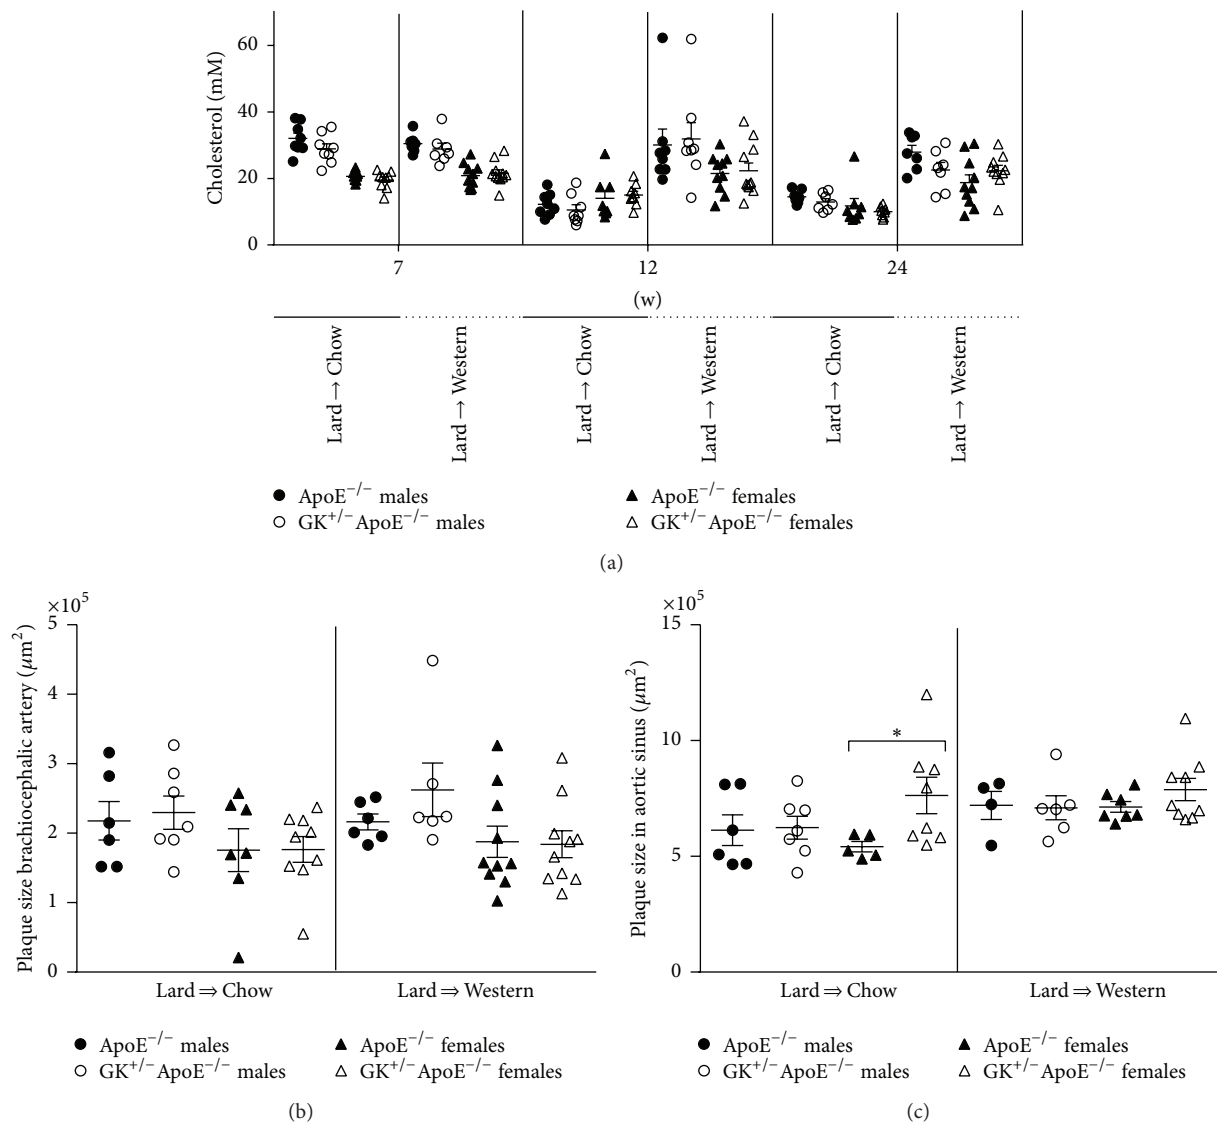 60
40
20
0
Cholesterol (mM)
7 12 24
(w)
Lard → Chow
Lard → Western
Lard → Chow
Lard → Western
Lard → Chow
Lard → Western
ApoE−/− males
GK+/−ApoE−/− males
ApoE−/− females
GK+/−ApoE−/− females
(a)
×10⁵
5
4
3
2
1
0
Plaque size brachiocephalic artery (μm²)
Lard ⇒ Chow Lard ⇒ Western
ApoE−/− males
GK+/−ApoE−/− males
ApoE−/− females
GK+/−ApoE−/− females
(b)
×10⁵
15
10
5
0
Plaque size in aortic sinus (μm²)
*
Lard ⇒ Chow Lard ⇒ Western
ApoE−/− males
GK+/−ApoE−/− males
ApoE−/− females
GK+/−ApoE−/− females
(c)